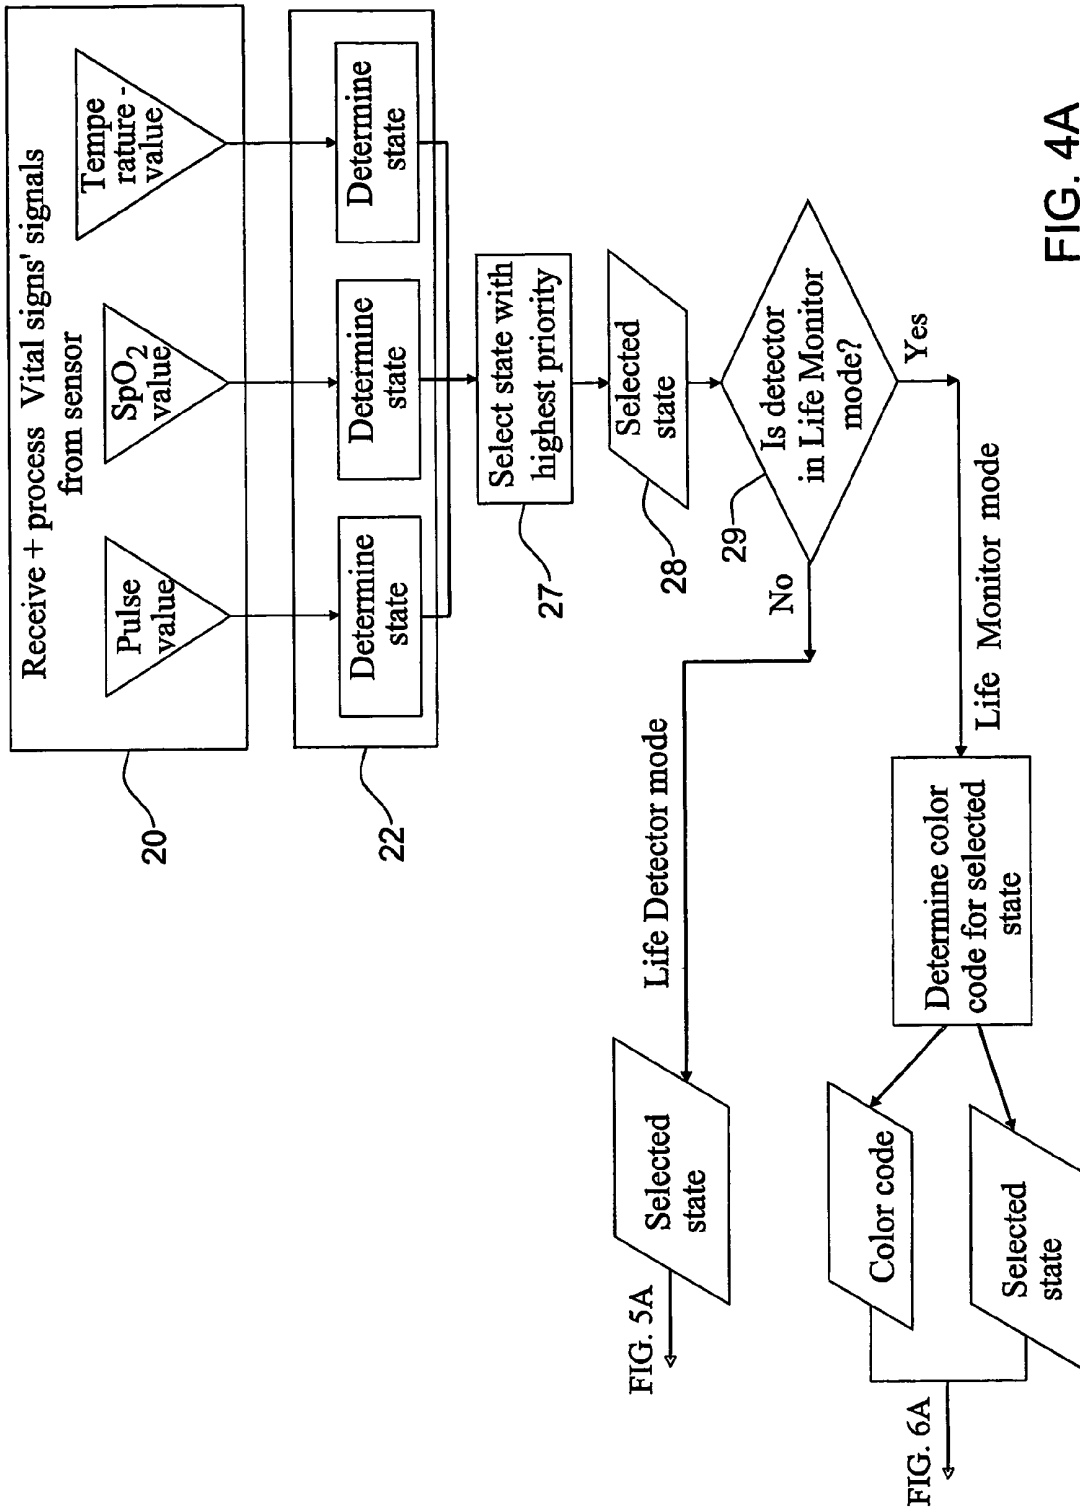 Receive + process Vital signs' signals
from sensor
Pulse
value
SpO2
value
Tempe
rature -
value
20
Determine
state
Determine
state
Determine
state
22
Select state with
highest priority
27
Selected
state
28
Is detector
in Life Monitor
mode?
29
No
Yes
Life Detector mode
Life Monitor mode
Selected
state
FIG. 5A
Determine color
code for selected
state
Color code
Selected
state
FIG. 6A
FIG. 4A